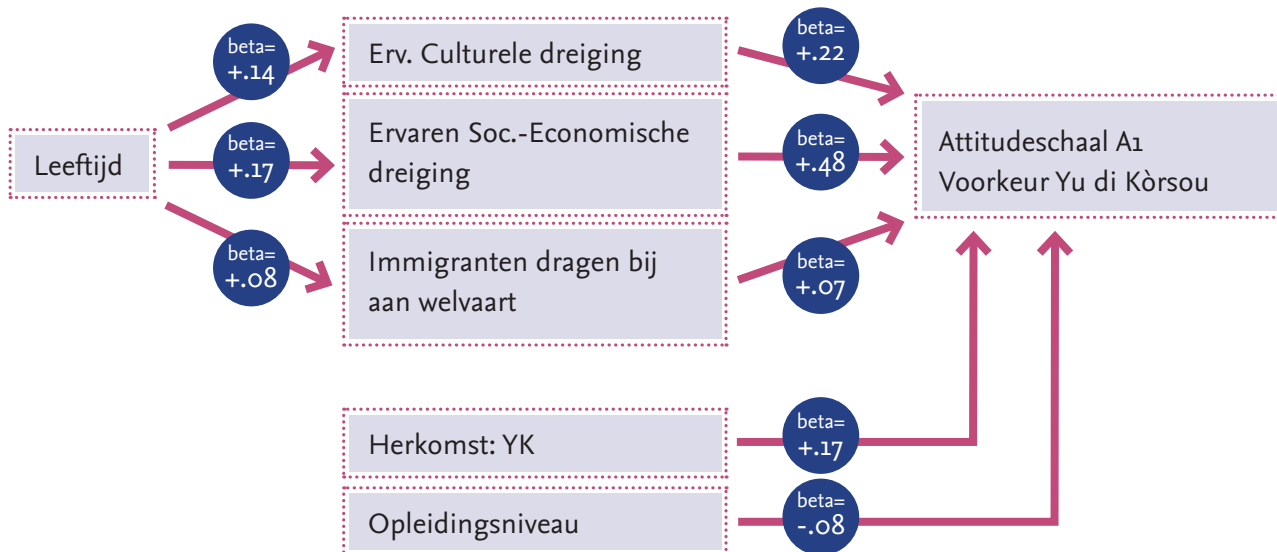 Leeftijd
beta=
+.14
beta=
+.17
beta=
+.08
Erv. Culturele dreiging
Ervaren Soc.-Economische
dreiging
Immigranten dragen bij
aan welvaart
beta=
+.22
beta=
+.48
beta=
+.07
Attitudeschaal A1
Voorkeur Yu di Kòrsou
Herkomst: YK
beta=
+.17
Opleidingsniveau
beta=
-.08